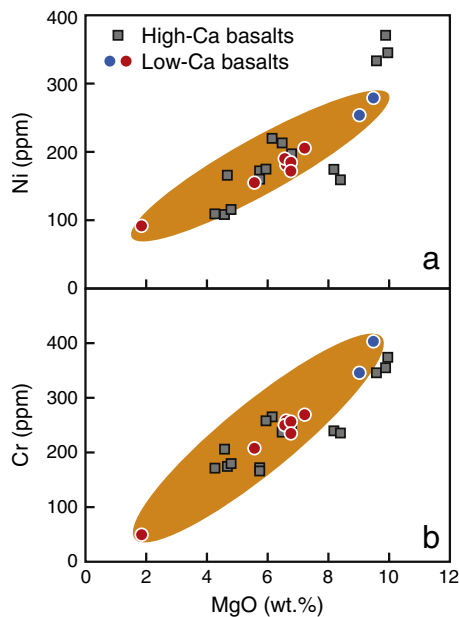 400
High-Ca basalts
Low-Ca basalts
300
Ni (ppm)
200
100
a
0
400
300
Cr (ppm)
200
100
b
0
0 2 4 6 8 10 12
MgO (wt.%)